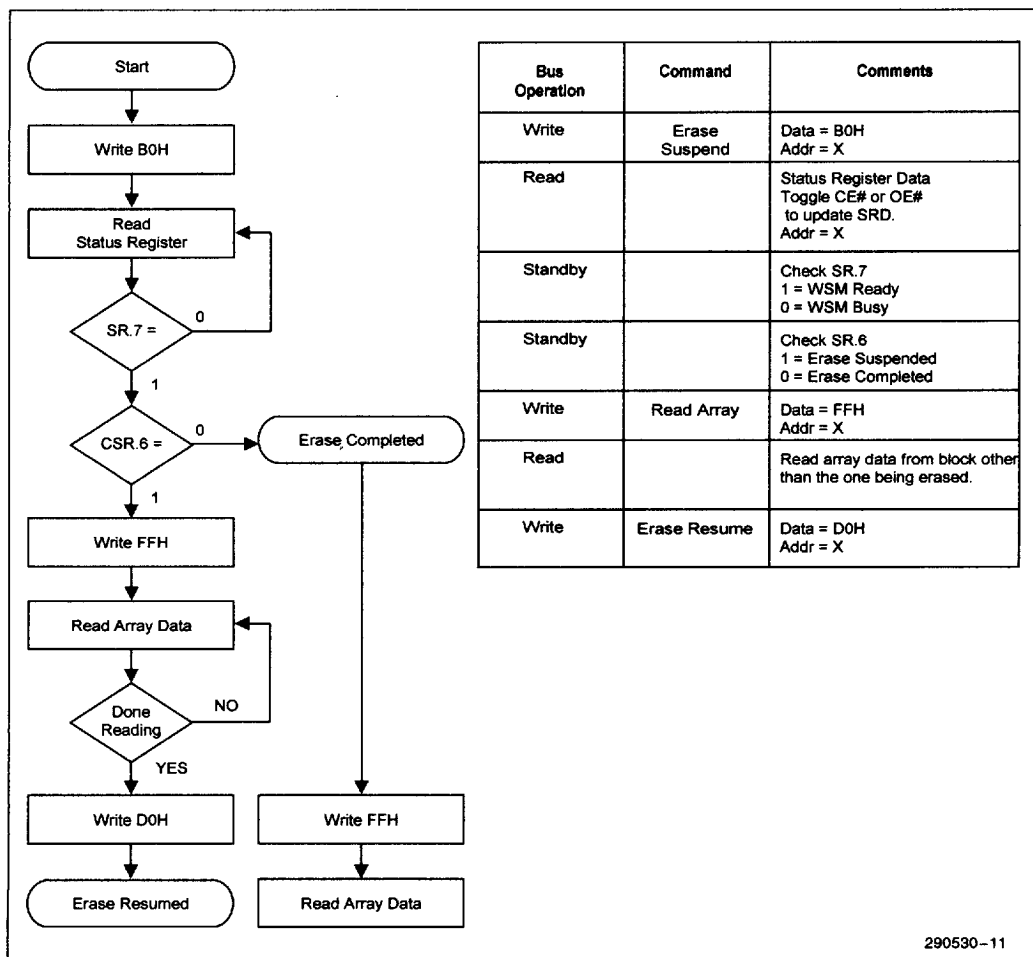 Start
Write B0H
Read
Status Register
SR.7 =
0
1
CSR.6 =
0
Erase Completed
1
Write FFH
Read Array Data
Done
Reading
NO
YES
Write D0H
Write FFH
Erase Resumed
Read Array Data
Bus
Operation
Command
Comments
Write
Erase
Suspend
Data = B0H
Addr = X
Read
Status Register Data
Toggle CE# or OE#
to update SRD.
Addr = X
Standby
Check SR.7
1 = WSM Ready
0 = WSM Busy
Standby
Check SR.6
1 = Erase Suspended
0 = Erase Completed
Write
Read Array
Data = FFH
Addr = X
Read
Read array data from block other
than the one being erased.
Write
Erase Resume
Data = D0H
Addr = X
290530-11